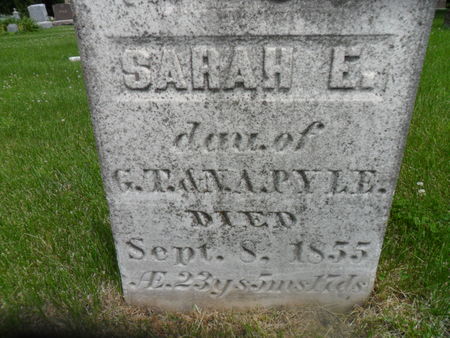 SARAH E.
dau. of
G. T. & N. A. PYLE.
DIED
Sept. 8, 1855
Æ. 23ys 5ms 17ds